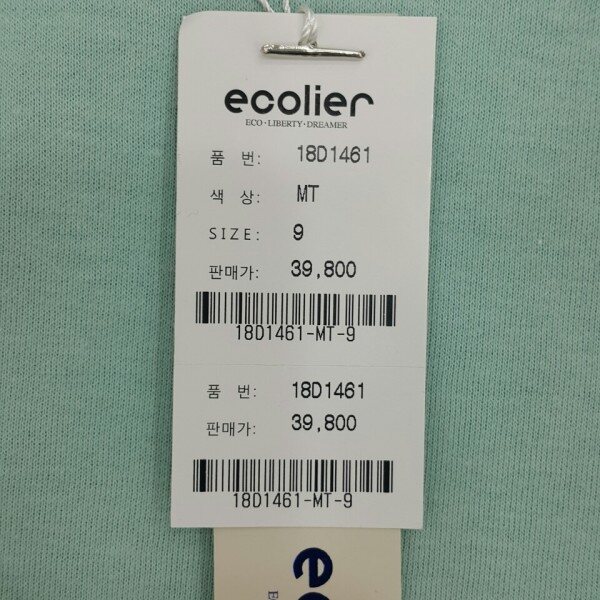 ecolier
ECO·LIBERTY·DREAMER
품 번: 18D1461
색 상: MT
SIZE: 9
판매가: 39,800
18D1461-MT-9
품 번: 18D1461
판매가: 39,800
18D1461-MT-9